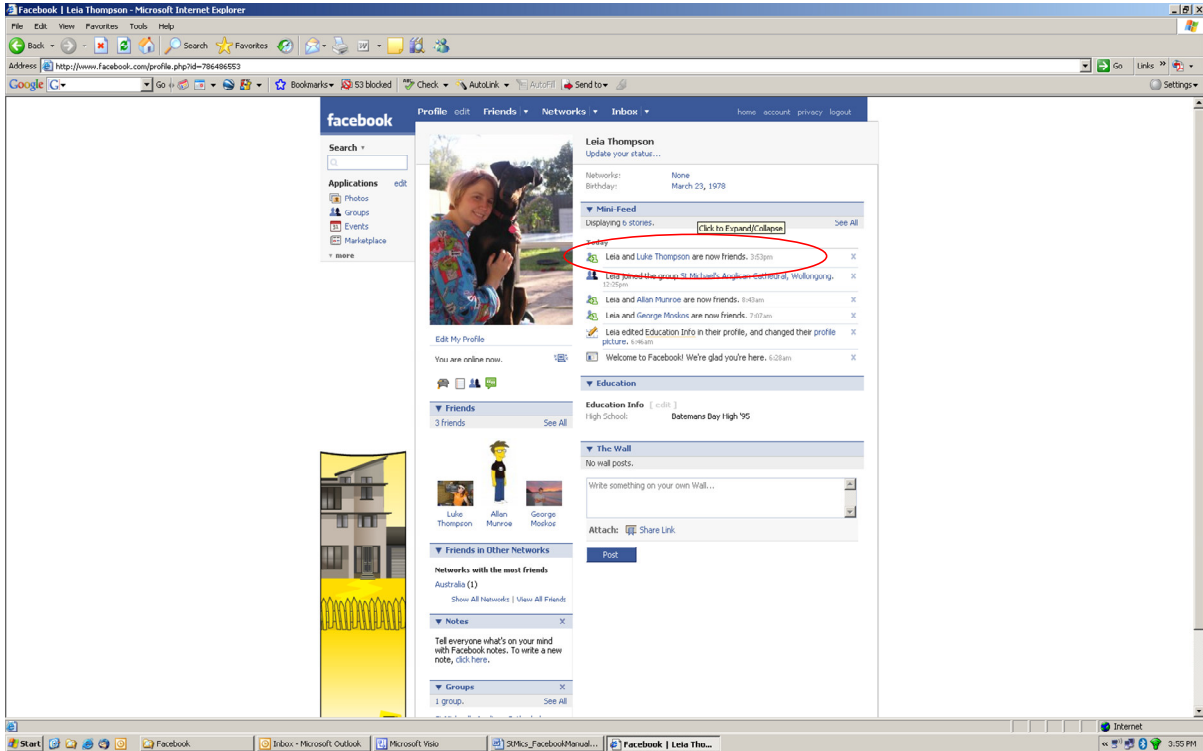 Facebook | Leia Thompson - Microsoft Internet Explorer
File Edit View Favorites Tools Help
Back Search Favorites
Address http://www.facebook.com/profile.php?id=786486553 Go Links »
Google G Go Bookmarks 53 blocked Check AutoLink AutoFill Send to Settings
facebook
Profile edit Friends Networks Inbox home account privacy logout
Search
Applications edit
Photos
Groups
Events
Marketplace
more
Edit My Profile
You are online now.
Friends
3 friends See All
Luke Thompson
Allan Munroe
George Moskos
Friends in Other Networks
Networks with the most friends
Australia (1)
Show All Networks | View All Friends
Notes x
Tell everyone what's on your mind
with Facebook notes. To write a new
note, click here.
Groups x
1 group. See All
Leia Thompson
Update your status...
Networks: None
Birthday: March 23, 1978
Mini-Feed
Displaying 6 stories. See All
Click to Expand/Collapse
Today
Leia and Luke Thompson are now friends. 3:53pm x
Leia joined the group St Michael's Anglican Cathedral, Wollongong. x
12:25pm
Leia and Allan Munroe are now friends. 8:43am x
Leia and George Moskos are now friends. 7:07am x
Leia edited Education Info in their profile, and changed their profile x
picture. 6:46am
Welcome to Facebook! We're glad you're here. 6:28am x
Education
Education Info [ edit ]
High School: Batemans Bay High '95
The Wall
No wall posts.
Write something on your own Wall...
Attach: Share Link
Post
Internet
Start Facebook Inbox - Microsoft Outlook Microsoft Visio StMics_FacebookManual... Facebook | Leia Tho... « 3:55 PM